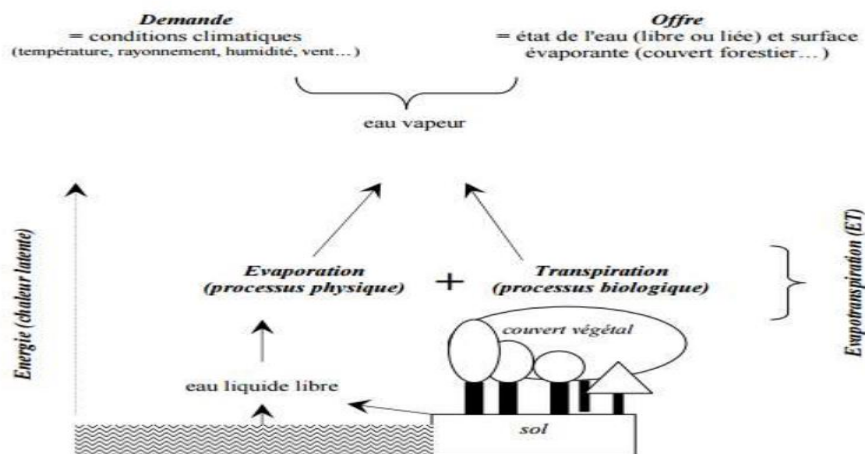 Demande
= conditions climatiques
(température, rayonnement, humidité, vent…)
Offre
= état de l'eau (libre ou liée) et surface
évaporante (couvert forestier…)
eau vapeur
Energie (chaleur latente)
Evaporation
(processus physique)
+
Transpiration
(processus biologique)
Evapotranspiration (ET)
couvert végétal
eau liquide libre
sol